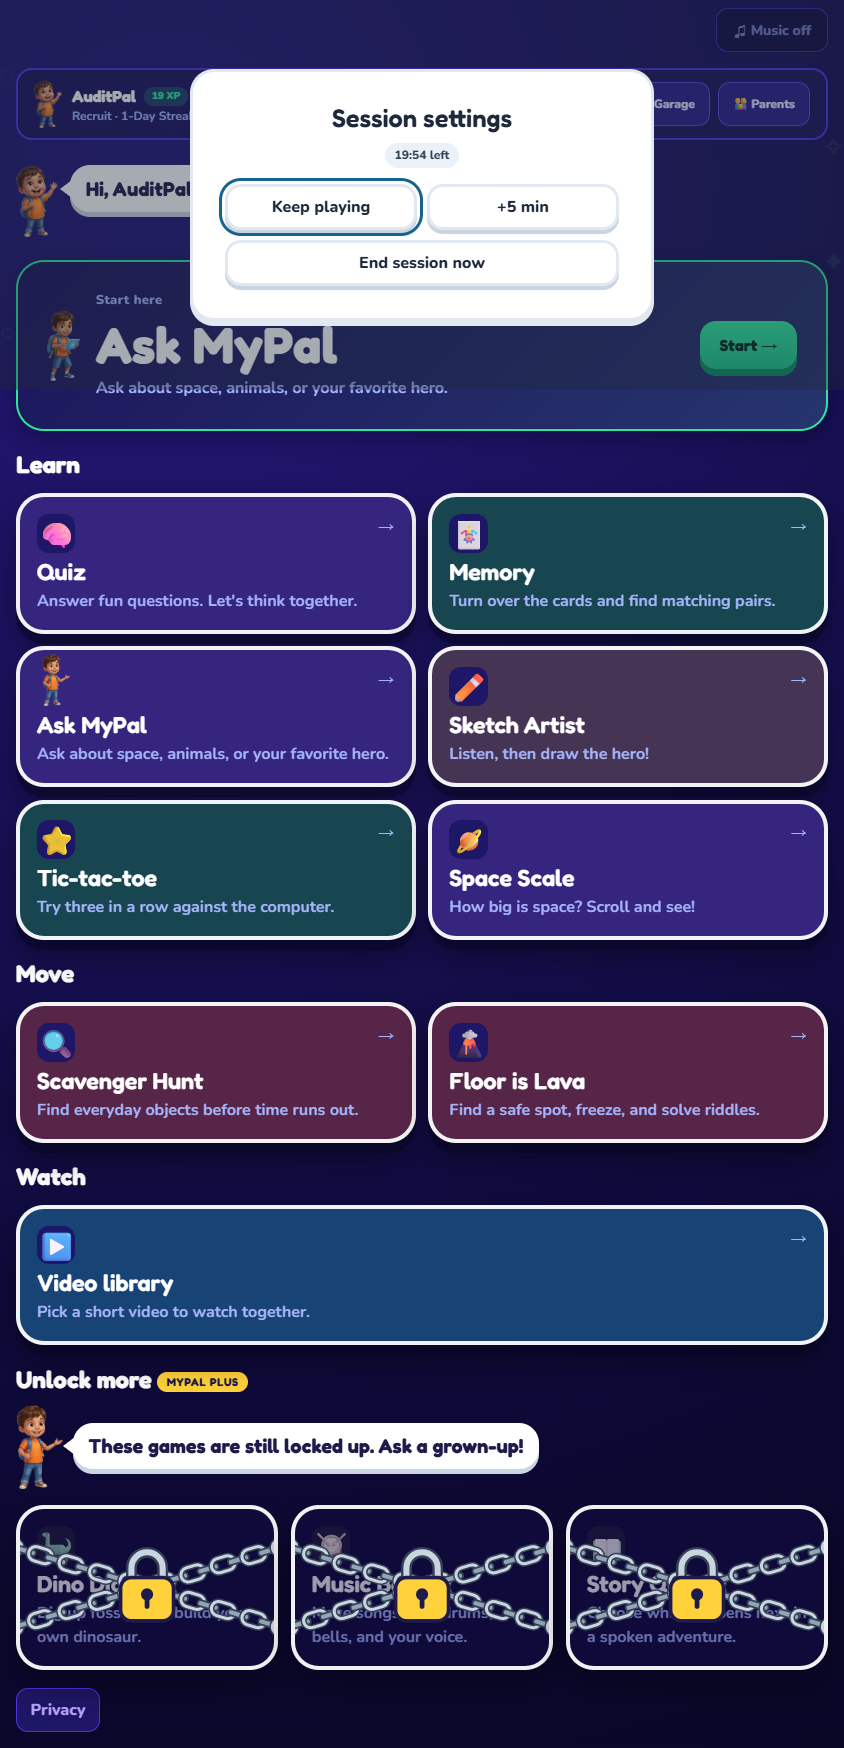 Music off
AuditPal 19 XP
Recruit · 1-Day
Garage
Parents
Session settings
19:54 left
Keep playing
+5 min
End session now
Hi, AuditPal
Start here
Ask MyPal
Ask about space, animals, or your favorite hero.
Start →
Learn
Quiz
Answer fun questions. Let's think together.
Memory
Turn over the cards and find matching pairs.
Ask MyPal
Ask about space, animals, or your favorite hero.
Sketch Artist
Listen, then draw the hero!
Tic-tac-toe
Try three in a row against the computer.
Space Scale
How big is space? Scroll and see!
Move
Scavenger Hunt
Find everyday objects before time runs out.
Floor is Lava
Find a safe spot, freeze, and solve riddles.
Watch
Video library
Pick a short video to watch together.
Unlock more MYPAL PLUS
These games are still locked up. Ask a grown-up!
Dino
own dinosaur.
Music
bells, and your voice.
Story
a spoken adventure.
Privacy